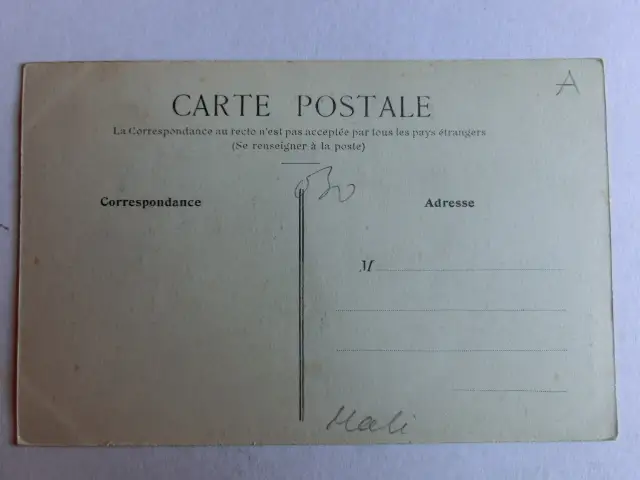 A
CARTE POSTALE
La Correspondance au recto n'est pas acceptée par tous les pays étrangers
(Se renseigner à la poste)
Correspondance
Adresse
M
Mali